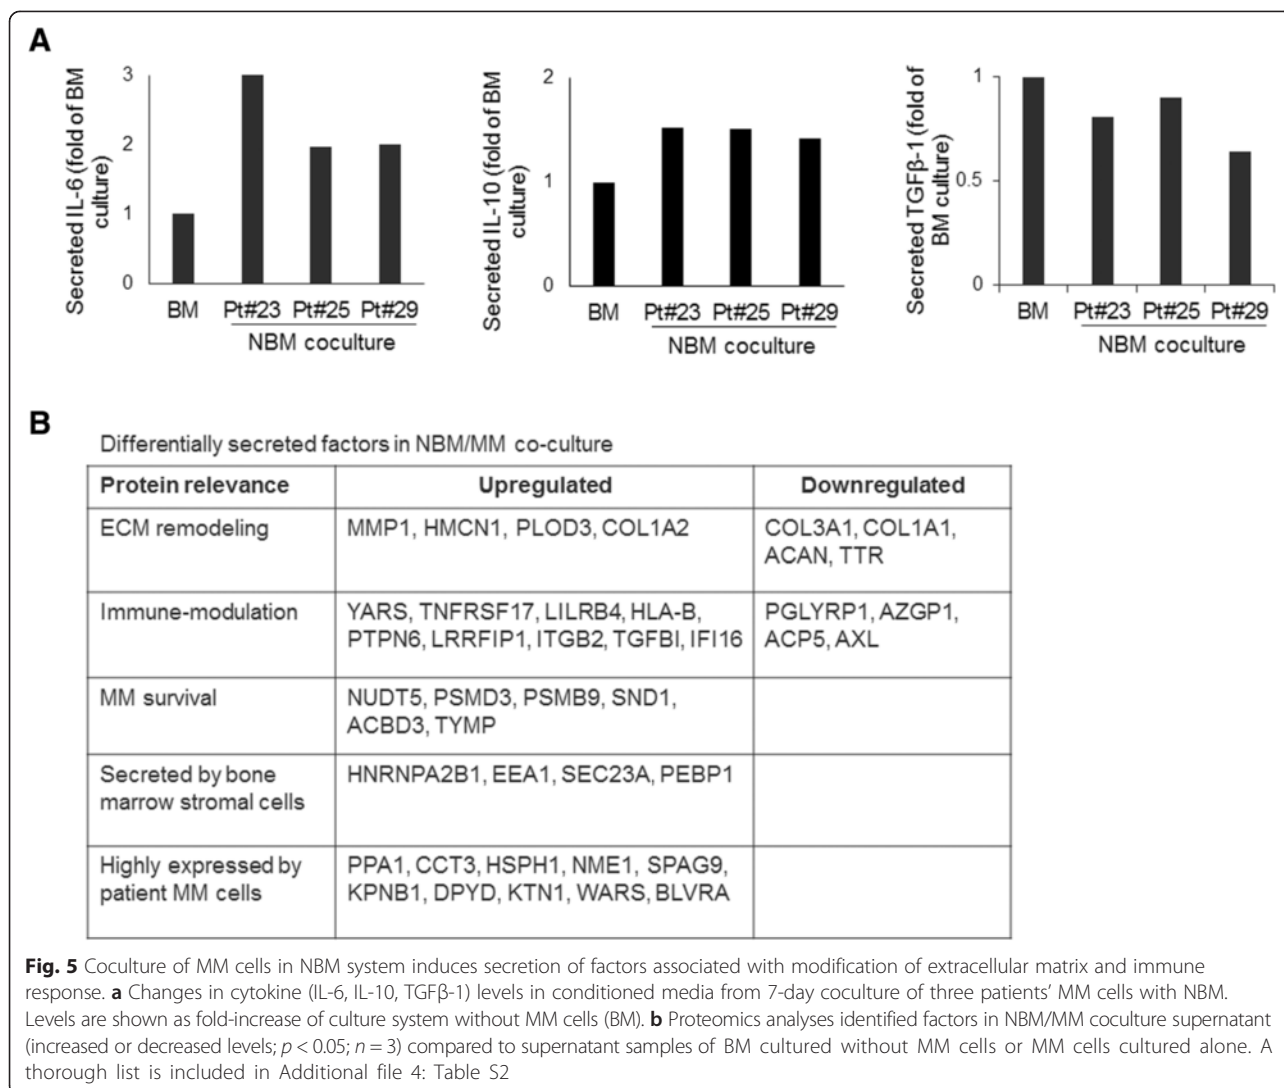 A
Secreted IL-6 (fold of BM
culture)
3
2
1
0
BM Pt#23 Pt#25 Pt#29
NBM coculture
Secreted IL-10 (fold of BM
culture)
2
1
0
BM Pt#23 Pt#25 Pt#29
NBM coculture
Secreted TGFβ-1 (fold of
BM culture)
1
0.5
0
BM Pt#23 Pt#25 Pt#29
NBM coculture
B
Differentially secreted factors in NBM/MM co-culture
Protein relevance Upregulated Downregulated
ECM remodeling MMP1, HMCN1, PLOD3, COL1A2 COL3A1, COL1A1,
ACAN, TTR
Immune-modulation YARS, TNFRSF17, LILRB4, HLA-B, PGLYRP1, AZGP1,
PTPN6, LRRFIP1, ITGB2, TGFBI, IFI16 ACP5, AXL
MM survival NUDT5, PSMD3, PSMB9, SND1,
ACBD3, TYMP
Secreted by bone HNRNPA2B1, EEA1, SEC23A, PEBP1
marrow stromal cells
Highly expressed by PPA1, CCT3, HSPH1, NME1, SPAG9,
patient MM cells KPNB1, DPYD, KTN1, WARS, BLVRA
Fig. 5 Coculture of MM cells in NBM system induces secretion of factors associated with modification of extracellular matrix and immune
response. a Changes in cytokine (IL-6, IL-10, TGFβ-1) levels in conditioned media from 7-day coculture of three patients' MM cells with NBM.
Levels are shown as fold-increase of culture system without MM cells (BM). b Proteomics analyses identified factors in NBM/MM coculture supernatant
(increased or decreased levels; p < 0.05; n = 3) compared to supernatant samples of BM cultured without MM cells or MM cells cultured alone. A
thorough list is included in Additional file 4: Table S2